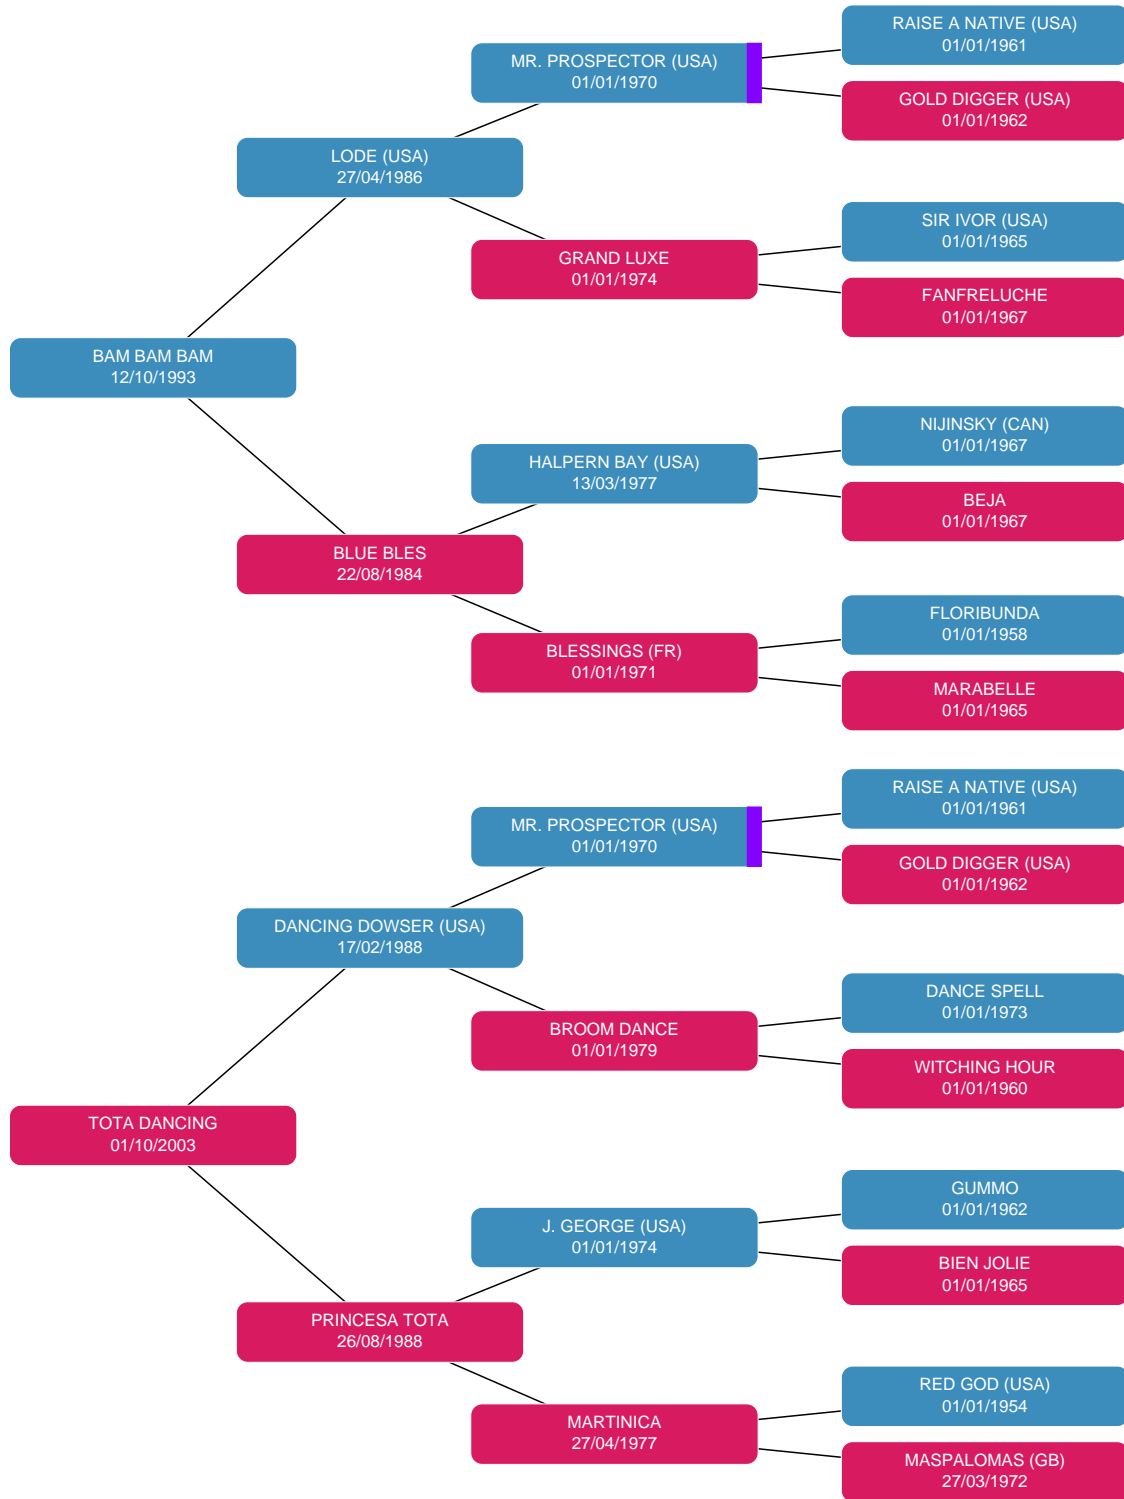 RAISE A NATIVE (USA)
01/01/1961
MR. PROSPECTOR (USA)
01/01/1970
GOLD DIGGER (USA)
01/01/1962
LODE (USA)
27/04/1986
SIR IVOR (USA)
01/01/1965
GRAND LUXE
01/01/1974
FANFRELUCHE
01/01/1967
BAM BAM BAM
12/10/1993
NIJINSKY (CAN)
01/01/1967
HALPERN BAY (USA)
13/03/1977
BEJA
01/01/1967
BLUE BLES
22/08/1984
FLORIBUNDA
01/01/1958
BLESSINGS (FR)
01/01/1971
MARABELLE
01/01/1965
RAISE A NATIVE (USA)
01/01/1961
MR. PROSPECTOR (USA)
01/01/1970
GOLD DIGGER (USA)
01/01/1962
DANCING DOWSER (USA)
17/02/1988
DANCE SPELL
01/01/1973
BROOM DANCE
01/01/1979
WITCHING HOUR
01/01/1960
TOTA DANCING
01/10/2003
GUMMO
01/01/1962
J. GEORGE (USA)
01/01/1974
BIEN JOLIE
01/01/1965
PRINCESA TOTA
26/08/1988
RED GOD (USA)
01/01/1954
MARTINICA
27/04/1977
MASPALOMAS (GB)
27/03/1972